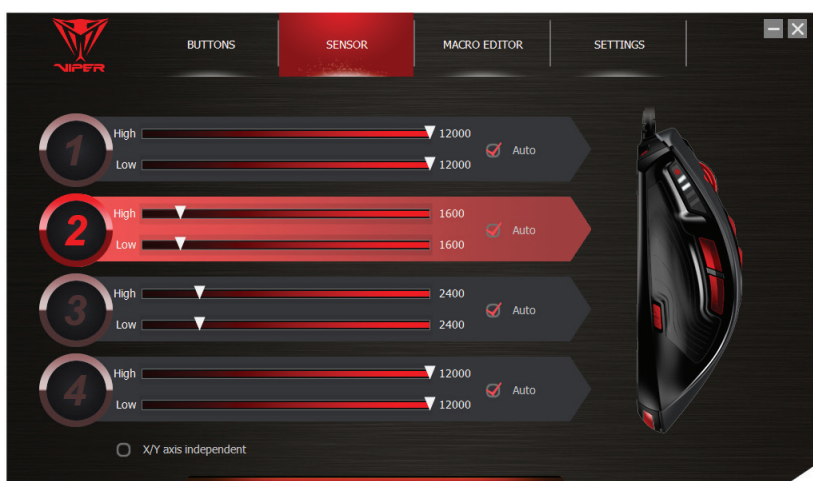 VIPER
BUTTONS
SENSOR
MACRO EDITOR
SETTINGS
1
High
12000
Low
12000
Auto
2
High
1600
Low
1600
Auto
3
High
2400
Low
2400
Auto
4
High
12000
Low
12000
Auto
X/Y axis independent